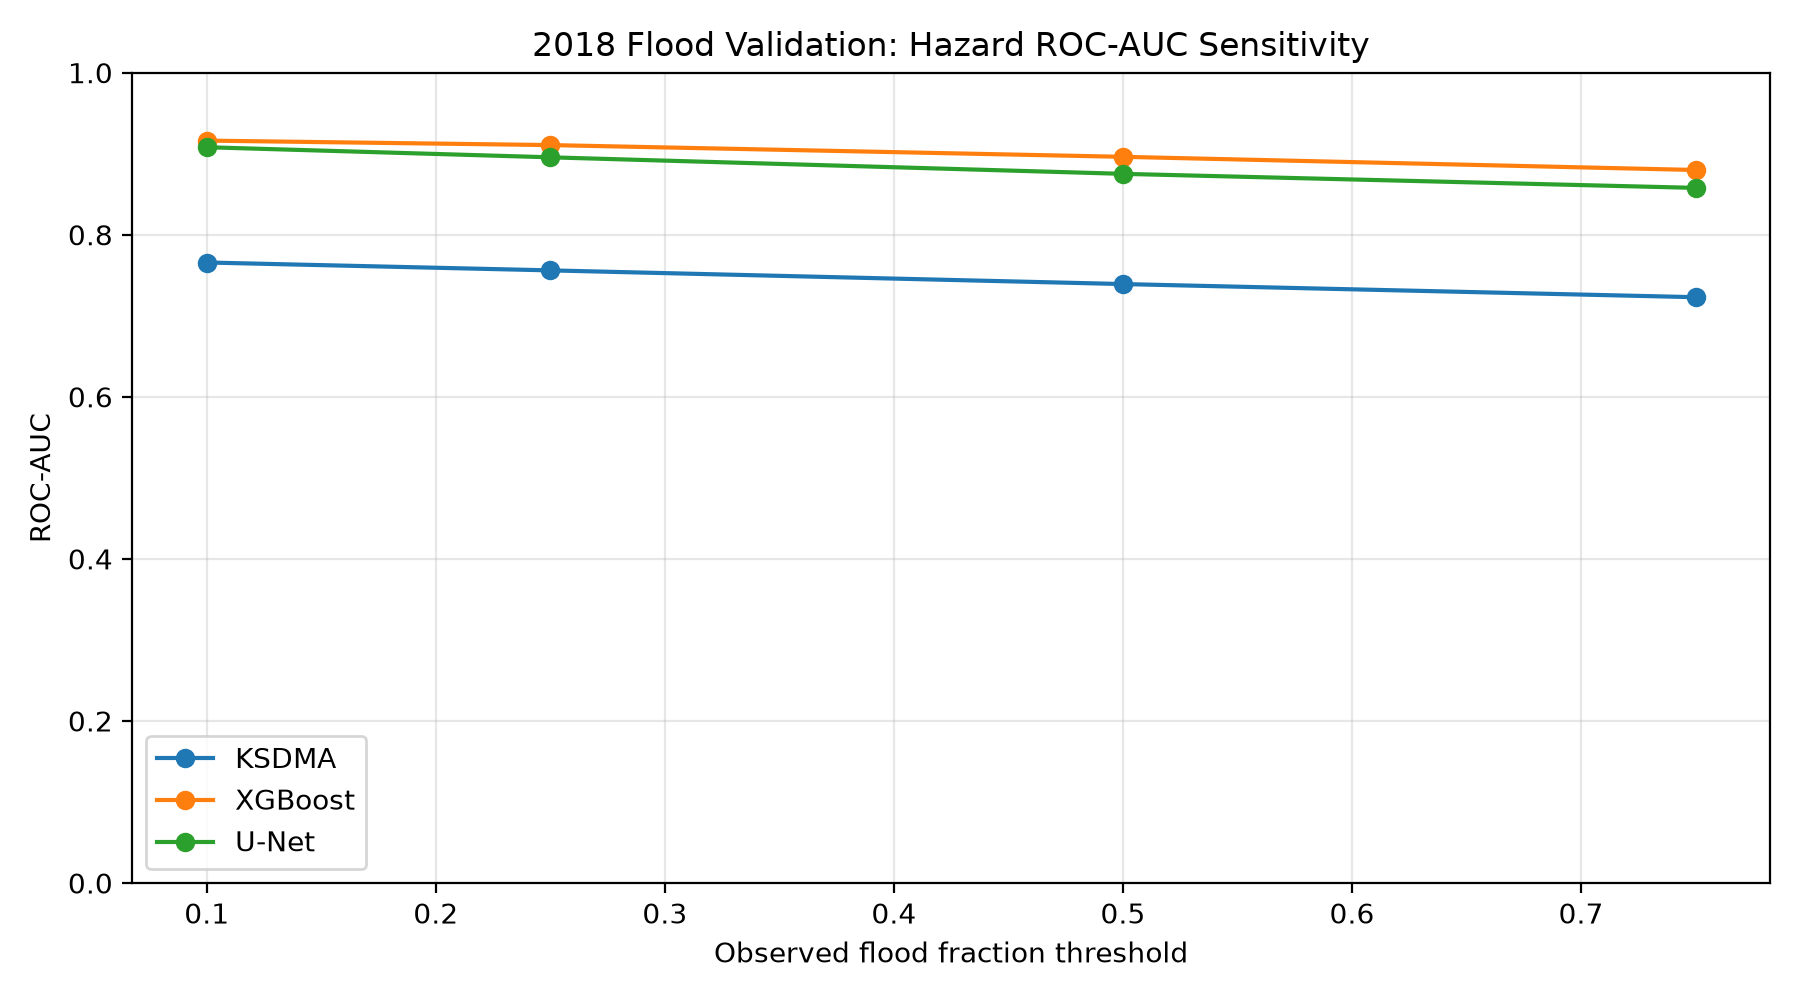 2018 Flood Validation: Hazard ROC-AUC Sensitivity
1.0
0.8
0.6
0.4
0.2
0.0
ROC-AUC
KSDMA
XGBoost
U-Net
0.1 0.2 0.3 0.4 0.5 0.6 0.7
Observed flood fraction threshold